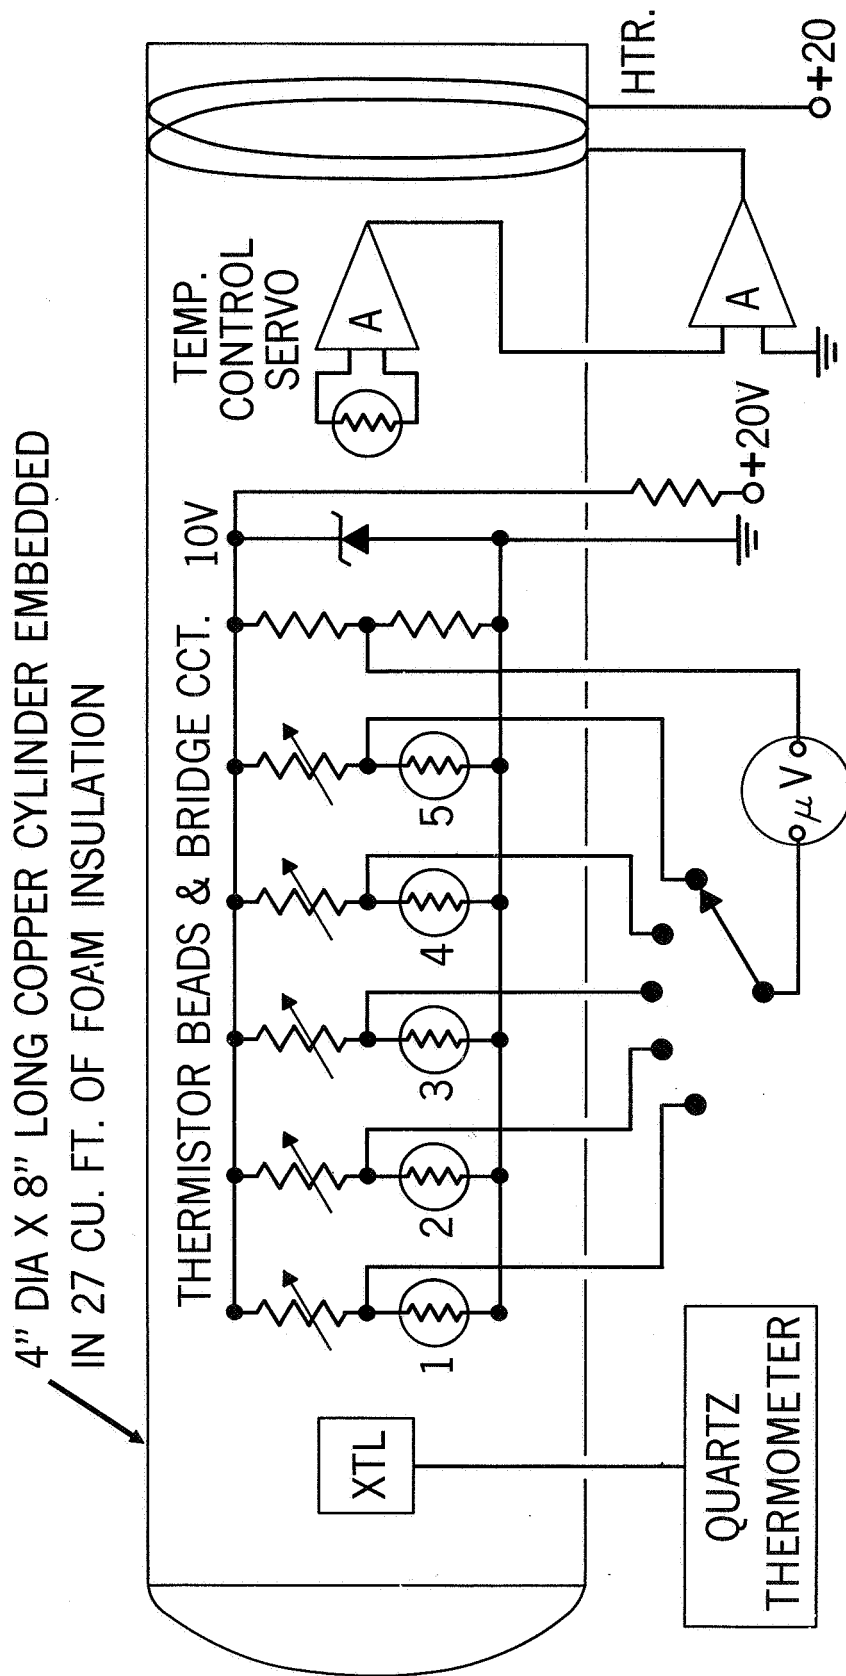 4” DIA X 8” LONG COPPER CYLINDER EMBEDDED
IN 27 CU. FT. OF FOAM INSULATION
THERMISTOR BEADS & BRIDGE CCT.
10V
TEMP.
CONTROL
SERVO
A
1
2
3
4
5
XTL
QUARTZ
THERMOMETER
μV
+20V
A
HTR.
+20